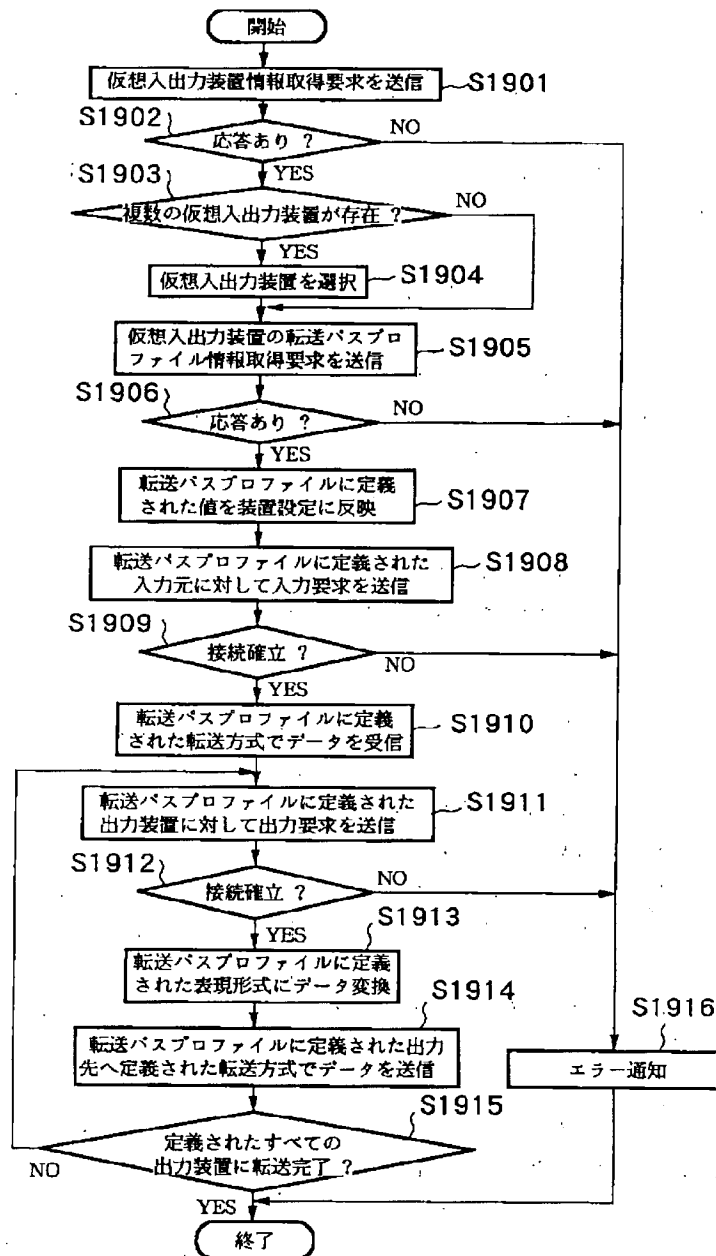 開始
仮想入出力装置情報取得要求を送信
S1901
S1902
応答あり ?
NO
YES
S1903
複数の仮想入出力装置が存在 ?
NO
YES
仮想入出力装置を選択
S1904
仮想入出力装置の転送パスプロ
ファイル情報取得要求を送信
S1905
S1906
応答あり ?
NO
YES
転送パスプロファイルに定義
された値を装置設定に反映
S1907
転送パスプロファイルに定義された
入力元に対して入力要求を送信
S1908
S1909
接続確立 ?
NO
YES
転送パスプロファイルに定義
された転送方式でデータを受信
S1910
転送パスプロファイルに定義された
出力装置に対して出力要求を送信
S1911
S1912
接続確立 ?
NO
YES
S1913
転送パスプロファイルに定義
された表現形式にデータ変換
S1914
転送パスプロファイルに定義された出力
先へ定義された転送方式でデータを送信
S1916
エラー通知
S1915
定義されたすべての
出力装置に転送完了 ?
NO
YES
終了